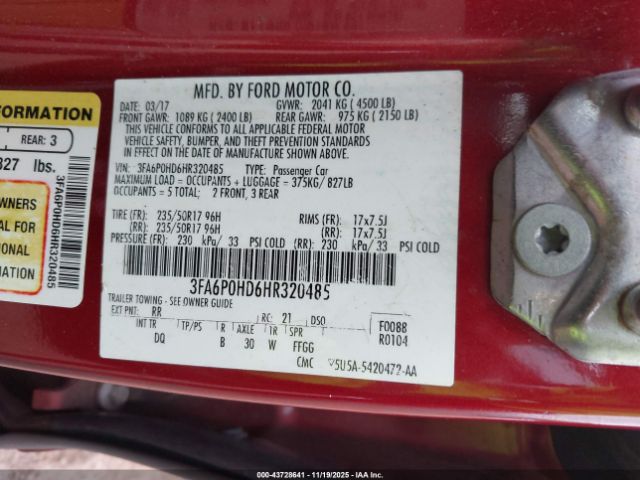 MFD. BY FORD MOTOR CO.
DATE: 03/17 GVWR: 2041 KG ( 4500 LB)
FRONT GAWR: 1089 KG ( 2400 LB) REAR GAWR: 975 KG ( 2150 LB)
THIS VEHICLE CONFORMS TO ALL APPLICABLE FEDERAL MOTOR
VEHICLE SAFETY, BUMPER, AND THEFT PREVENTION STANDARDS
IN EFFECT ON THE DATE OF MANUFACTURE SHOWN ABOVE.
VIN: 3FA6P0HD6HR320485 TYPE: Passenger Car
MAXIMUM LOAD = OCCUPANTS + LUGGAGE = 375KG/ 827LB
OCCUPANTS = 5 TOTAL; 2 FRONT, 3 REAR
TIRE (FR): 235/50R17 96H RIMS (FR): 17x7.5J
(RR): 235/50R17 96H (RR): 17x7.5J
PRESSURE (FR): 230 kPa/ 33 PSI COLD (RR): 230 kPa/ 33 PSI COLD
3FA6P0HD6HR320485
TRAILER TOWING - SEE OWNER GUIDE
EXT PNT: RR RC: 21 DSO F0088
R0104
INT TR TP/PS R AXLE TR SPR
DQ B 30 W FFGG
CMC 5U5A-5420472-AA
FORMATION
REAR: 3
327 lbs.
3FA6P0HD6HR320485
OWNERS
AL FOR
TIONAL
ION
000-43728641 - 11/19/2025 - IAAI.COM